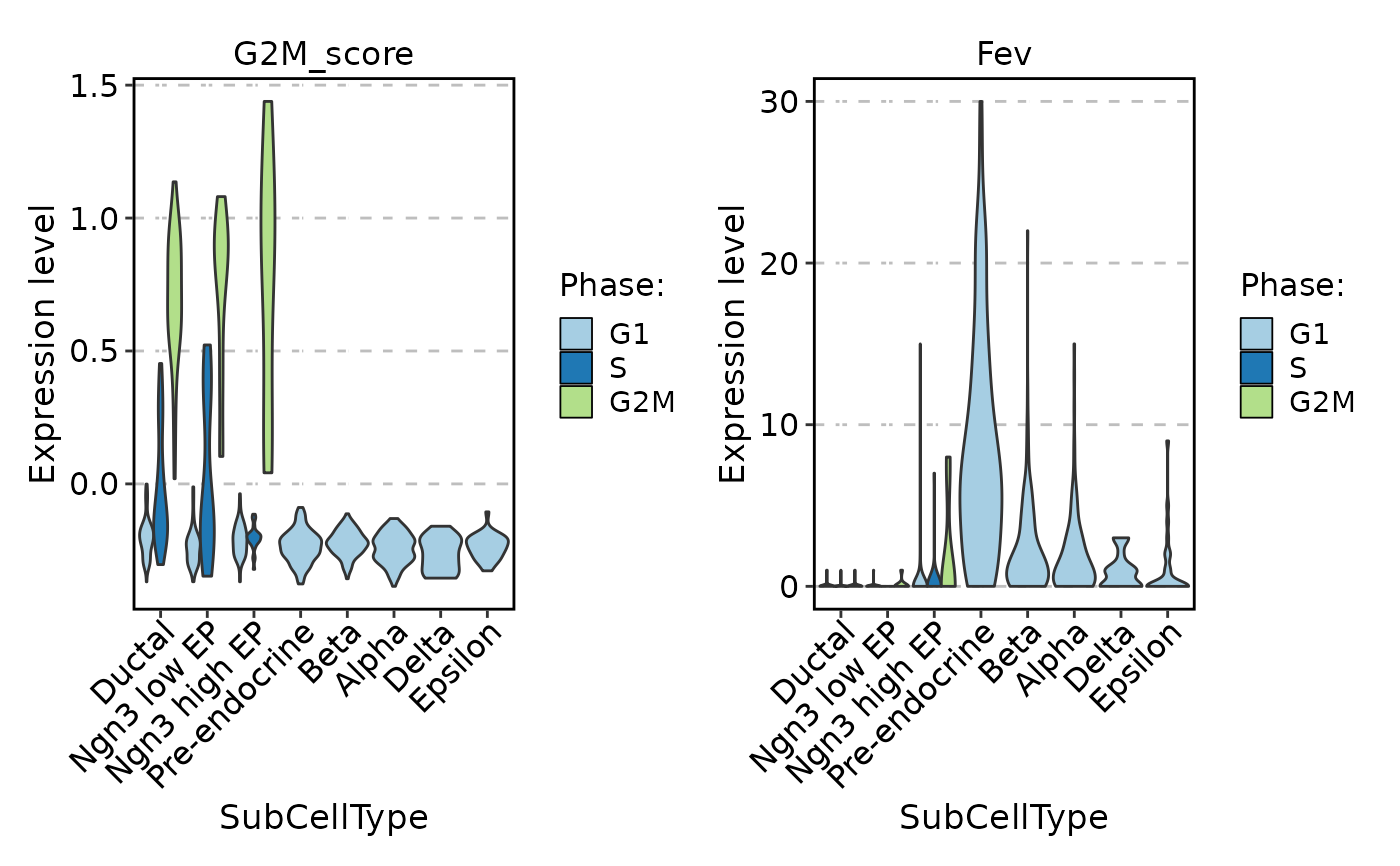 G2M_score
Expression level
1.5
1.0
0.5
0.0
Ductal
Ngn3 low EP
Ngn3 high EP
Pre-endocrine
Beta
Alpha
Delta
Epsilon
SubCellType
Phase:
G1
S
G2M
Fev
Expression level
30
20
10
0
Ductal
Ngn3 low EP
Ngn3 high EP
Pre-endocrine
Beta
Alpha
Delta
Epsilon
SubCellType
Phase:
G1
S
G2M